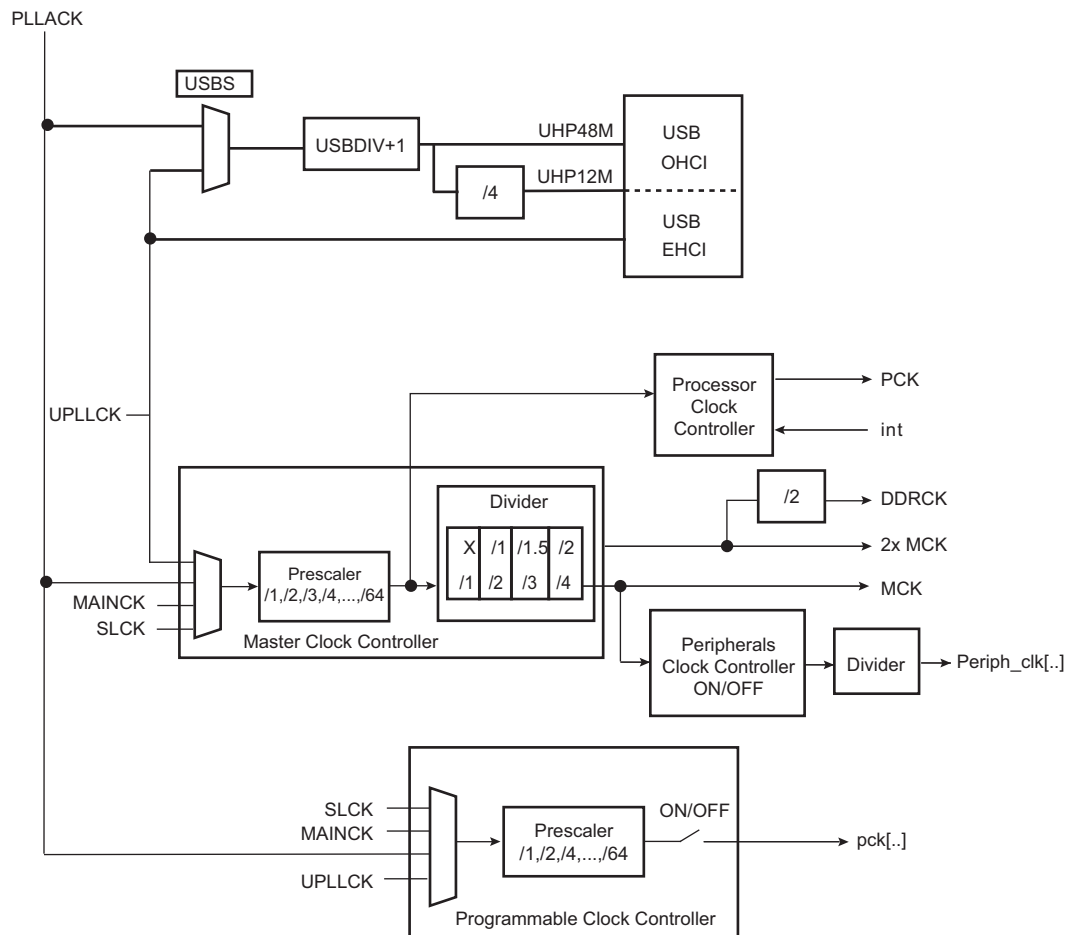 PLLACK
USBS
USBDIV+1
UHP48M
USB
OHCI
/4
UHP12M
USB
EHCI
UPLLCK
Processor
Clock
Controller
PCK
int
/2
DDRCK
2x MCK
MCK
Divider
X /1 /1.5 /2
/1 /2 /3 /4
Prescaler
/1,/2,/3,/4,...,/64
MAINCK
SLCK
Master Clock Controller
Peripherals
Clock Controller
ON/OFF
Divider
Periph_clk[..]
SLCK
MAINCK
UPLLCK
Prescaler
/1,/2,/4,...,/64
ON/OFF
pck[..]
Programmable Clock Controller